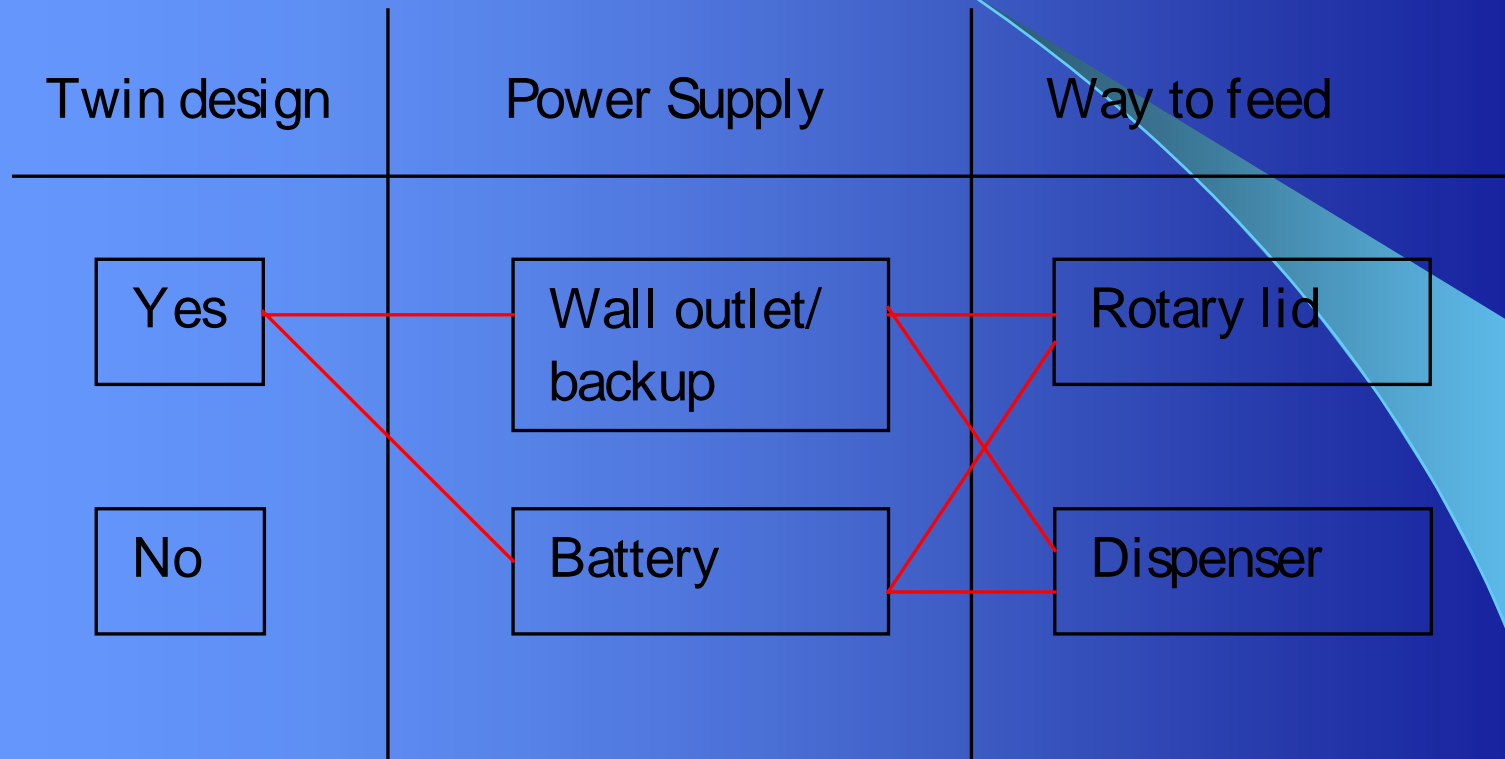 Twin design
Power Supply
Way to feed
Yes
Wall outlet/
backup
Rotary lid
No
Battery
Dispenser